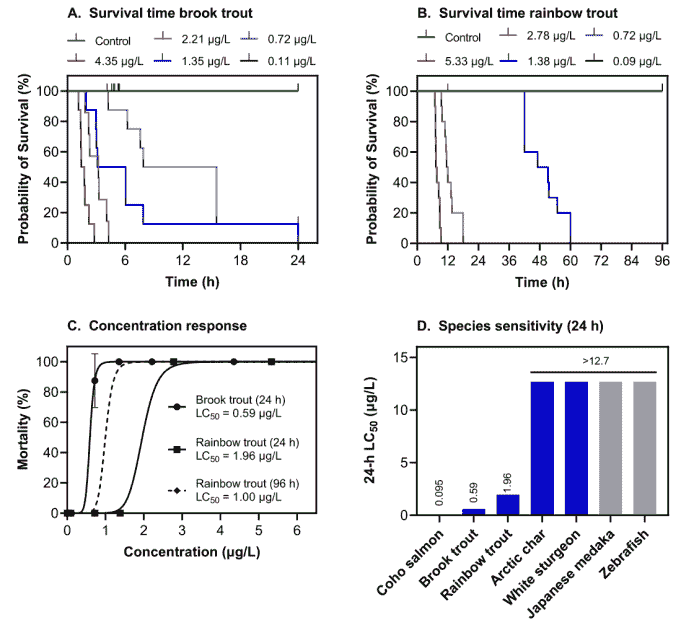 A. Survival time brook trout
Control
2.21 µg/L
0.72 µg/L
4.35 µg/L
1.35 µg/L
0.11 µg/L
Probability of Survival (%)
100
80
60
40
20
0
0 6 12 18 24
Time (h)
B. Survival time rainbow trout
Control
2.78 µg/L
0.72 µg/L
5.33 µg/L
1.38 µg/L
0.09 µg/L
Probability of Survival (%)
100
80
60
40
20
0
0 12 24 36 48 60 72 84 96
Time (h)
C. Concentration response
Mortality (%)
100
80
60
40
20
0
Brook trout (24 h)
LC50 = 0.59 µg/L
Rainbow trout (24 h)
LC50 = 1.96 µg/L
Rainbow trout (96 h)
LC50 = 1.00 µg/L
0 1 2 3 4 5 6
Concentration (µg/L)
D. Species sensitivity (24 h)
24-h LC50 (µg/L)
15
10
5
0
>12.7
0.095
0.59
1.96
Coho salmon
Brook trout
Rainbow trout
Arctic char
White sturgeon
Japanese medaka
Zebrafish